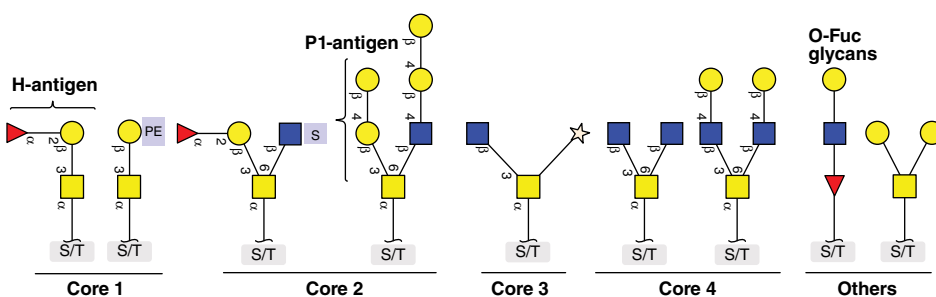 H-antigen
P1-antigen
O-Fuc
glycans
α 2 β 3 α
β 3 α PE
α 2 β 3 β 6 α S
β 4 β 4 β 3 β 4 β 6 α
β 3 α
β 3 β 6 α
β 4 β 4 β 3 β 6 α
S/T S/T S/T S/T S/T S/T S/T S/T S/T
Core 1 Core 2 Core 3 Core 4 Others